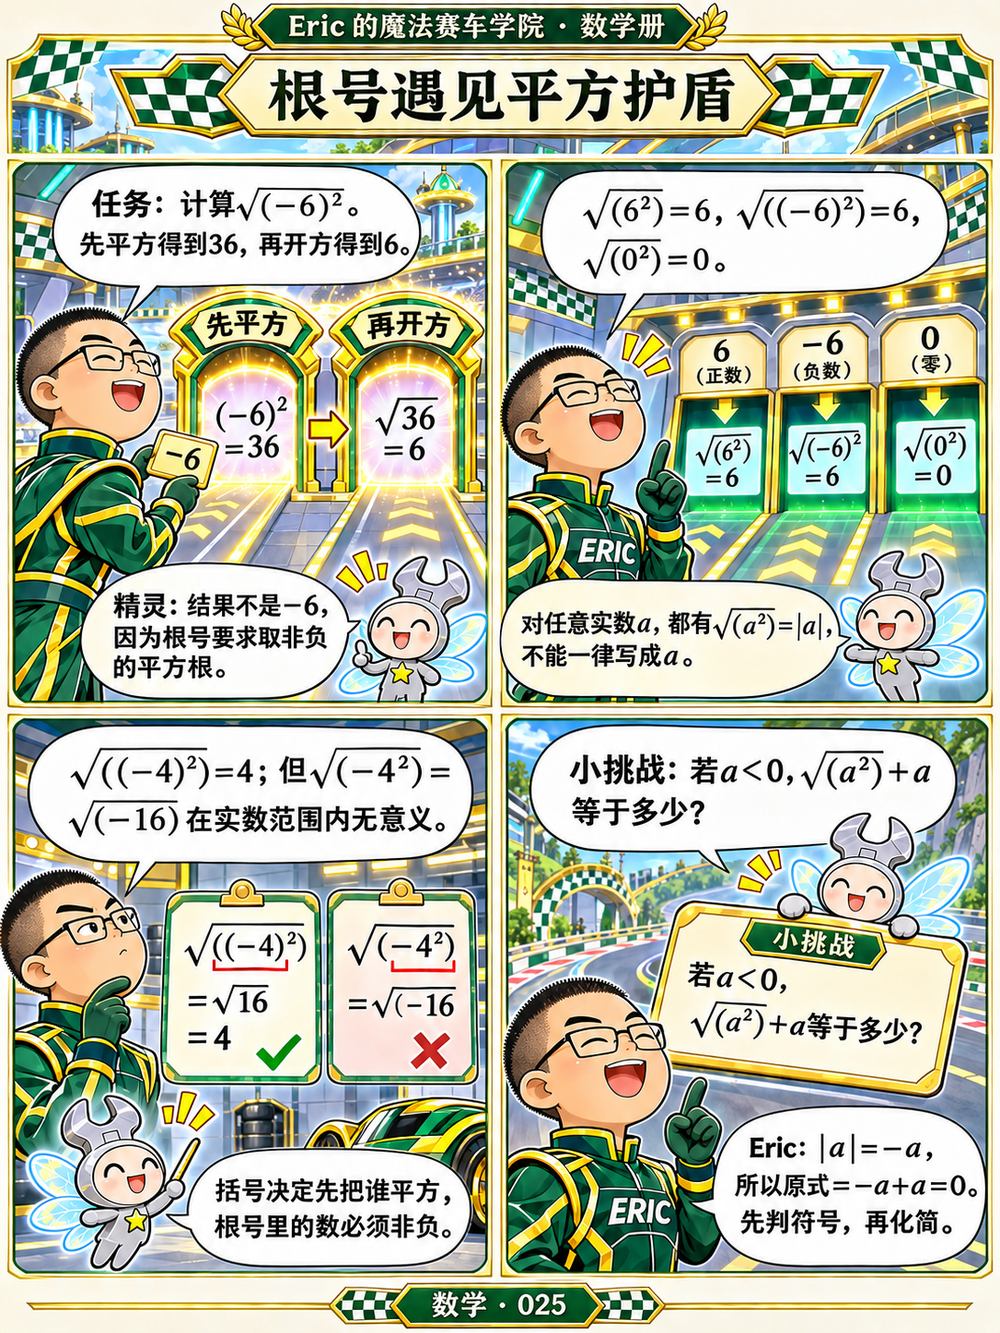 Eric 的魔法赛车学院 · 数学册
根号遇见平方护盾
任务：计算√(−6)²。
先平方得到36，再开方得到6。
先平方
再开方
(−6)²
=36
√36
=6
−6
精灵：结果不是−6，
因为根号要求取非负
的平方根。
√(6²)=6，√((−6)²)=6，
√(0²)=0。
6
（正数）
−6
（负数）
0
（零）
√(6²)
=6
√(−6)²
=6
√(0²)
=0
ERIC
对任意实数a，都有√(a²)=|a|，
不能一律写成a。
√((−4)²)=4；但√(−4²)=
√(−16) 在实数范围内无意义。
√((−4)²)
=√16
=4
√(−4²)
=√(−16
括号决定先把谁平方，
根号里的数必须非负。
小挑战：若a<0，√(a²)+a
等于多少？
小挑战
若a<0，
√(a²)+a等于多少？
ERIC
Eric：|a|=−a，
所以原式=−a+a=0。
先判符号，再化简。
数学 · 025